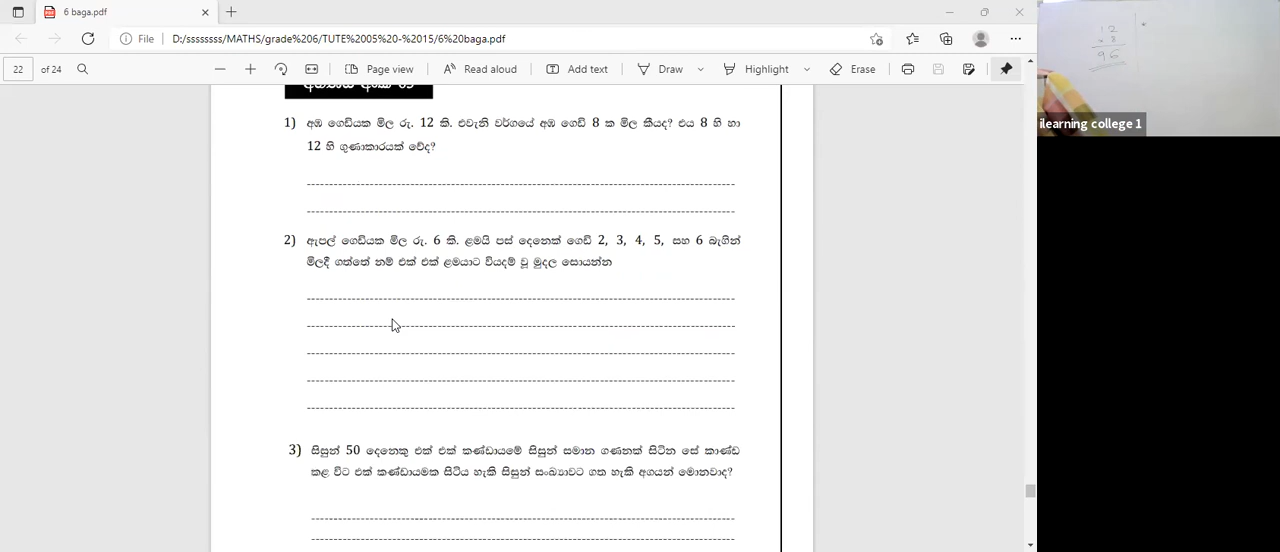 6 baga.pdf
File D:/ssssssss/MATHS/grade%206/TUTE%2005%20-%2015/6%20baga.pdf
22 of 24 Page view Read aloud Add text Draw Highlight Erase
1) අඹ ගෙඩියක මිල රු. 12 කි. එවැනි වර්ගයේ අඹ ගෙඩි 8 ක මිල කීයද? එය 8 හි හා
12 හි ගුණාකාරයක් වේද?
2) ඇපල් ගෙඩියක මිල රු. 6 කි. ළමයි පස් දෙනෙක් ගෙඩි 2, 3, 4, 5, සහ 6 බැගින්
මිලදී ගත්තේ නම් එක් එක් ළමයාට වියදම් වූ මුදල සොයන්න
3) සිසුන් 50 දෙනෙකු එක් එක් කණ්ඩායමේ සිසුන් සමාන ගණනක් සිටින සේ කාණ්ඩ
කළ විට එක් කණ්ඩායමක සිටිය හැකි සිසුන් සංඛ්‍යාවට ගත හැකි අගයන් මොනවාද?
12
96
ilearning college 1